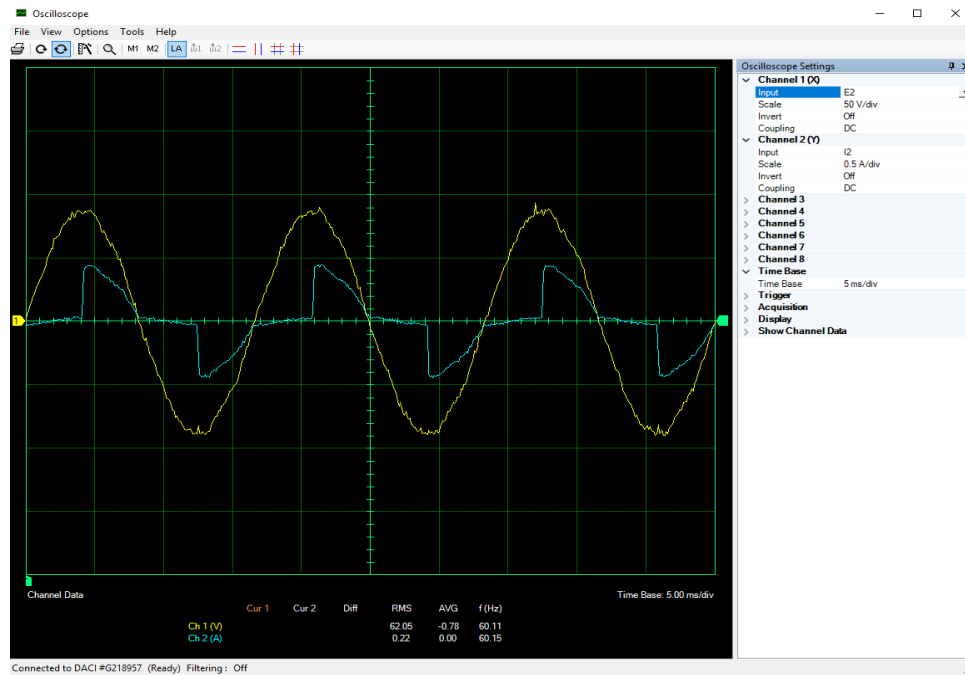 Oscilloscope
File View Options Tools Help
M1 M2 LA 1 2
Oscilloscope Settings
Channel 1 (X)
Input E2
Scale 50 V/div
Invert Off
Coupling DC
Channel 2 (Y)
Input I2
Scale 0.5 A/div
Invert Off
Coupling DC
Channel 3
Channel 4
Channel 5
Channel 6
Channel 7
Channel 8
Time Base
Time Base 5 ms/div
Trigger
Acquisition
Display
Show Channel Data
1
Channel Data Time Base: 5.00 ms/div
Cur 1 Cur 2 Diff RMS AVG f (Hz)
Ch 1 (V) 62.05 -0.78 60.11
Ch 2 (A) 0.22 0.00 60.15
Connected to DACI #G218957 (Ready) Filtering : Off